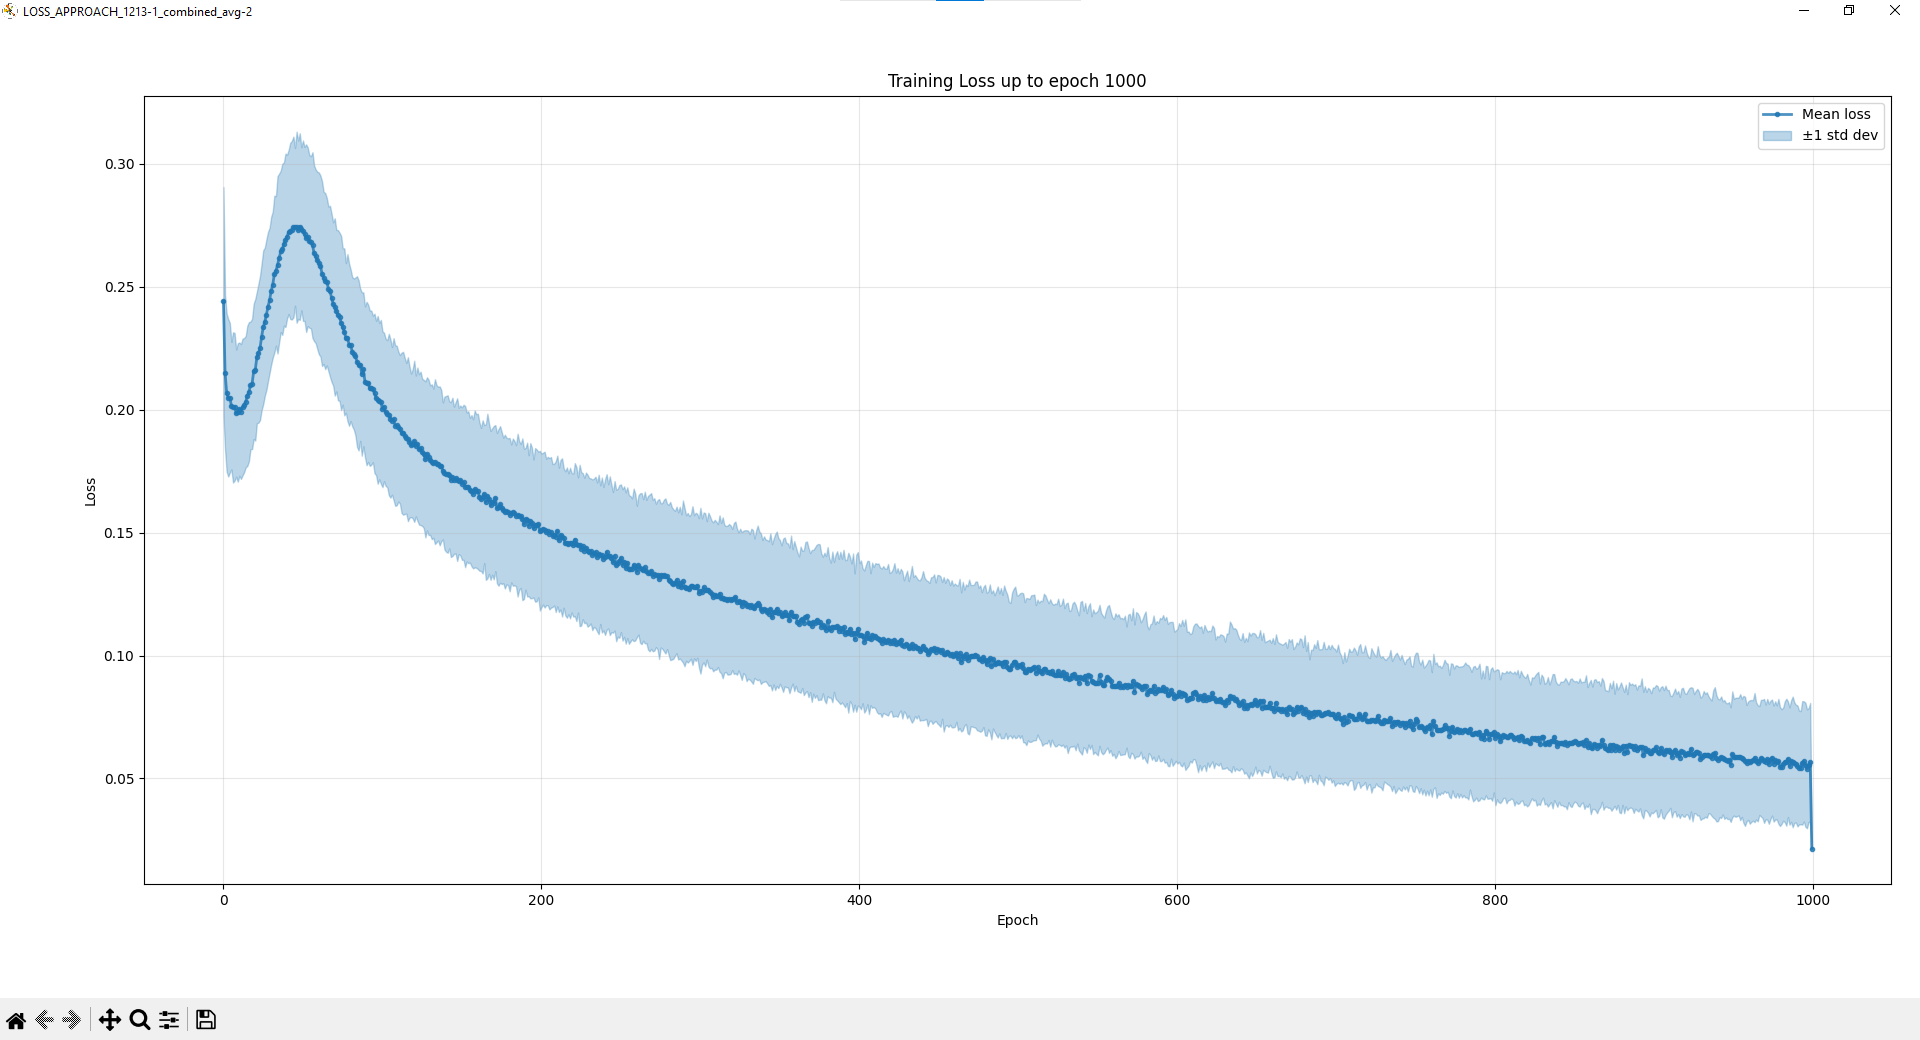 LOSS_APPROACH_1213-1_combined_avg-2
Training Loss up to epoch 1000
Mean loss
±1 std dev
0.30
0.25
0.20
0.15
0.10
0.05
Loss
0
200
400
600
800
1000
Epoch